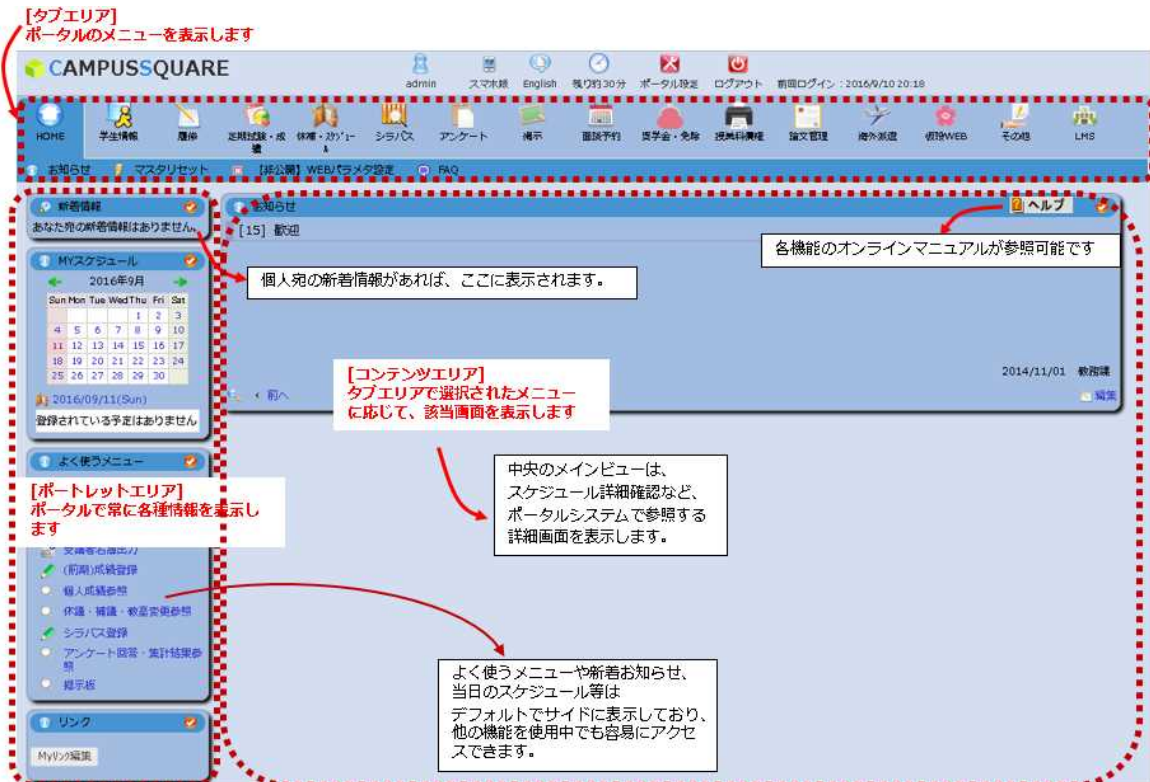 [タブエリア]
ポータルのメニューを表示します
CAMPUSSQUARE
admin
スマホ版
English
残り約30分
ポータル設定
ログアウト
前回ログイン : 2016/9/10 20:18
HOME
学生情報
履修
定期試験・成績
休補・スケジュール
シラバス
アンケート
掲示
面談予約
奨学金・免除
授業料債権
論文管理
海外派遣
仮授WEB
その他
LMS
お知らせ
マスタリセット
【非公開】WEBパラメタ設定
FAQ
新着情報
あなた宛の新着情報はありません。
お知らせ
ヘルプ
[15] 歓迎
各機能のオンラインマニュアルが参照可能です
個人宛の新着情報があれば、ここに表示されます。
MYスケジュール
2016年9月
Sun Mon Tue Wed Thu Fri Sat
1 2 3
4 5 6 7 8 9 10
11 12 13 14 15 16 17
18 19 20 21 22 23 24
25 26 27 28 29 30
2016/09/11(Sun)
登録されている予定はありません
2014/11/01 教務課
< 前へ
編集
[コンテンツエリア]
タブエリアで選択されたメニュー
に応じて、該当画面を表示します
中央のメインビューは、
スケジュール詳細確認など、
ポータルシステムで参照する
詳細画面を表示します。
よく使うメニュー
[ポートレットエリア]
ポータルで常に各種情報を表示し
ます
受講者名簿出力
(前期)成績登録
個人成績参照
休講・補講・教室変更参照
シラバス登録
アンケート回答・集計結果参
照
掲示板
よく使うメニューや新着お知らせ、
当日のスケジュール等は
デフォルトでサイドに表示しており、
他の機能を使用中でも容易にアクセ
スできます。
リンク
Myリンク編集